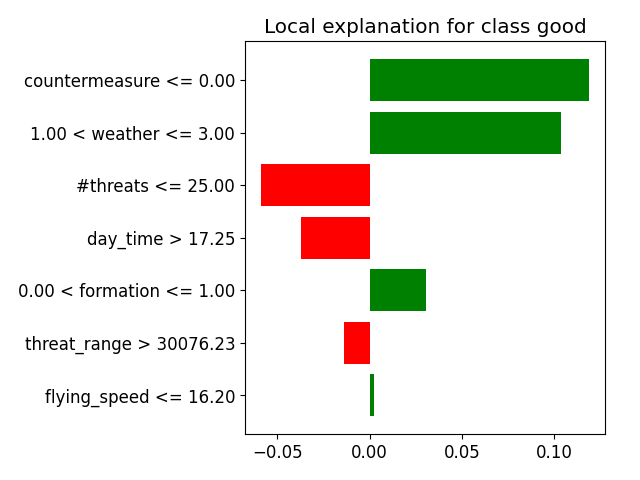 Local explanation for class good
countermeasure <= 0.00
1.00 < weather <= 3.00
#threats <= 25.00
day_time > 17.25
0.00 < formation <= 1.00
threat_range > 30076.23
flying_speed <= 16.20
−0.05 0.00 0.05 0.10